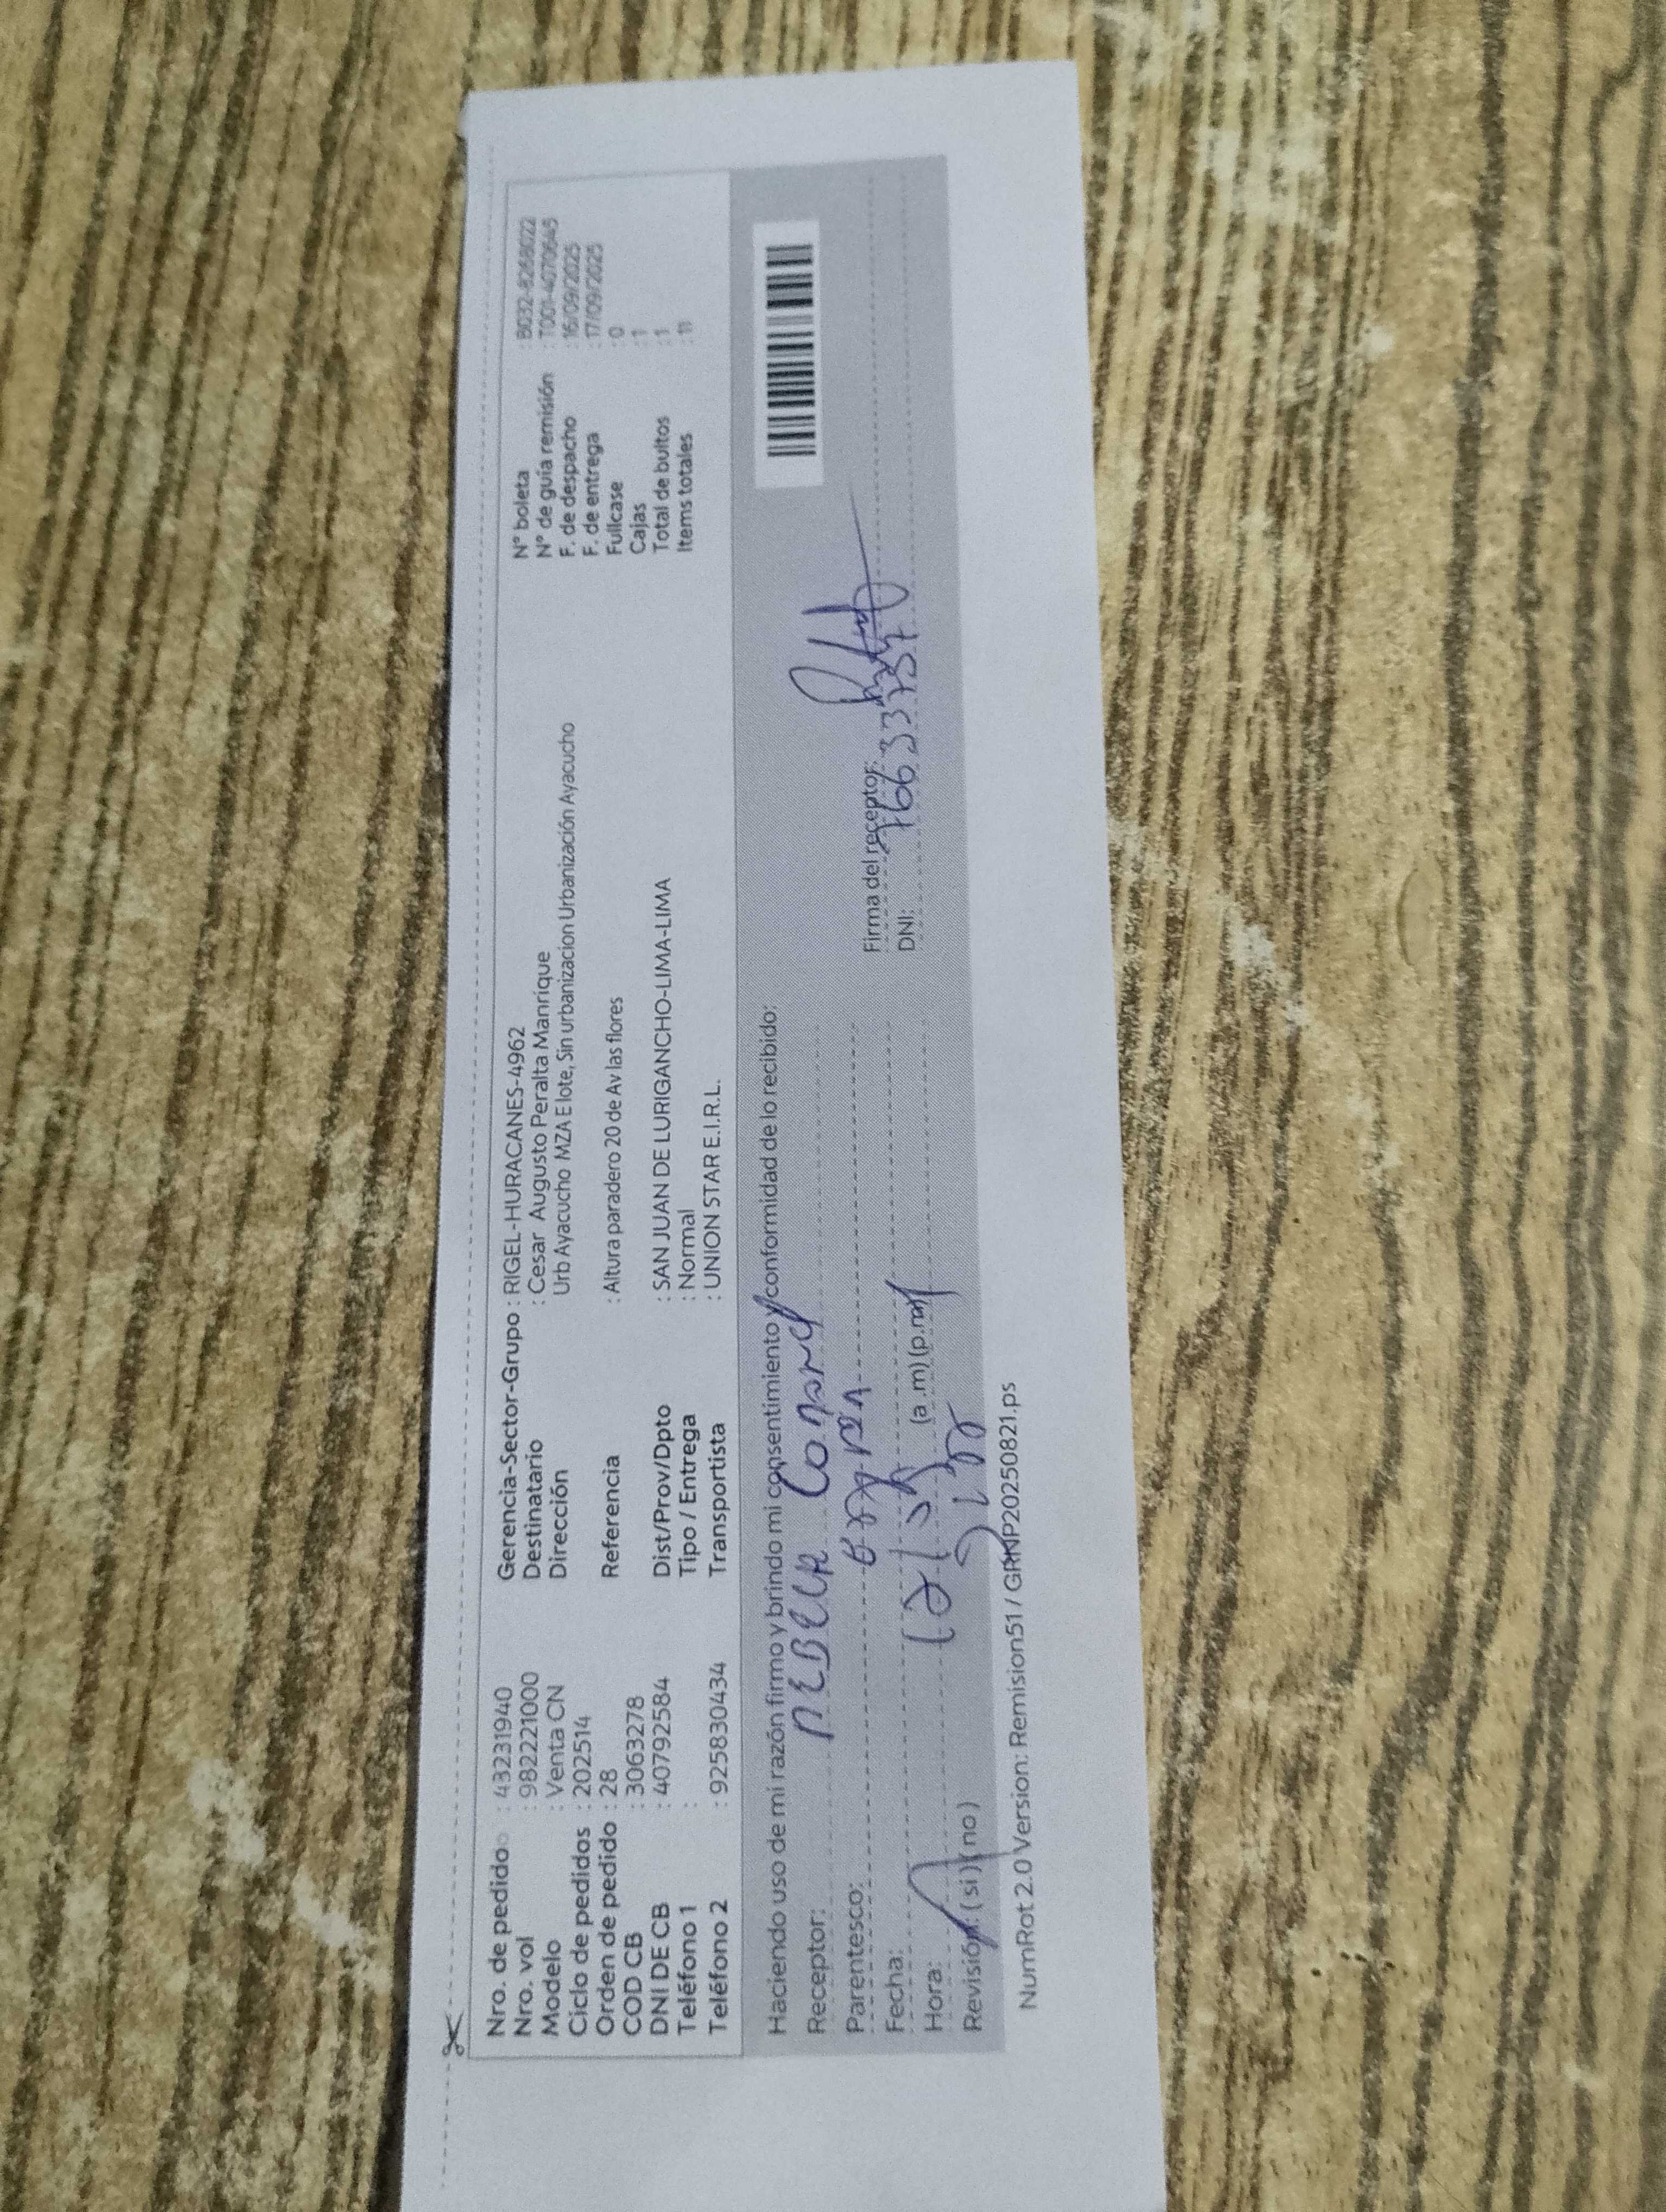 Nro. de pedido : 43231940
Nro. vol : 982221000
Modelo : Venta CN
Ciclo de pedidos : 202514
Orden de pedido : 28
COD CB : 3063278
DNI DE CB : 40792584
Teléfono 1 :
Teléfono 2 : 925830434
Gerencia-Sector-Grupo : RIGEL-HURACANES-4962
Destinatario : Cesar Augusto Peralta Manrique
Dirección Urb Ayacucho MZA E lote, Sin urbanizacion Urbanización Ayacucho
Referencia : Altura paradero 20 de Av las flores
Dist/Prov/Dpto : SAN JUAN DE LURIGANCHO-LIMA-LIMA
Tipo / Entrega : Normal
Transportista : UNION STAR E.I.R.L.
N° boleta : B032-8268022
N° de guía remisión : T001-4070645
F. de despacho : 16/09/2025
F. de entrega : 17/09/2025
Fullcase : 0
Cajas : 1
Total de bultos : 1
Items totales : 11
Haciendo uso de mi razón firmo y brindo mi consentimiento y conformidad de lo recibido:
Receptor:
Parentesco:
Fecha:
Hora: (a .m) (p.m)
Revisión: ( si ) ( no )
Firma del receptor:
DNI:
NumRot 2.0 Version: Remision51 / GRNP202508821.ps